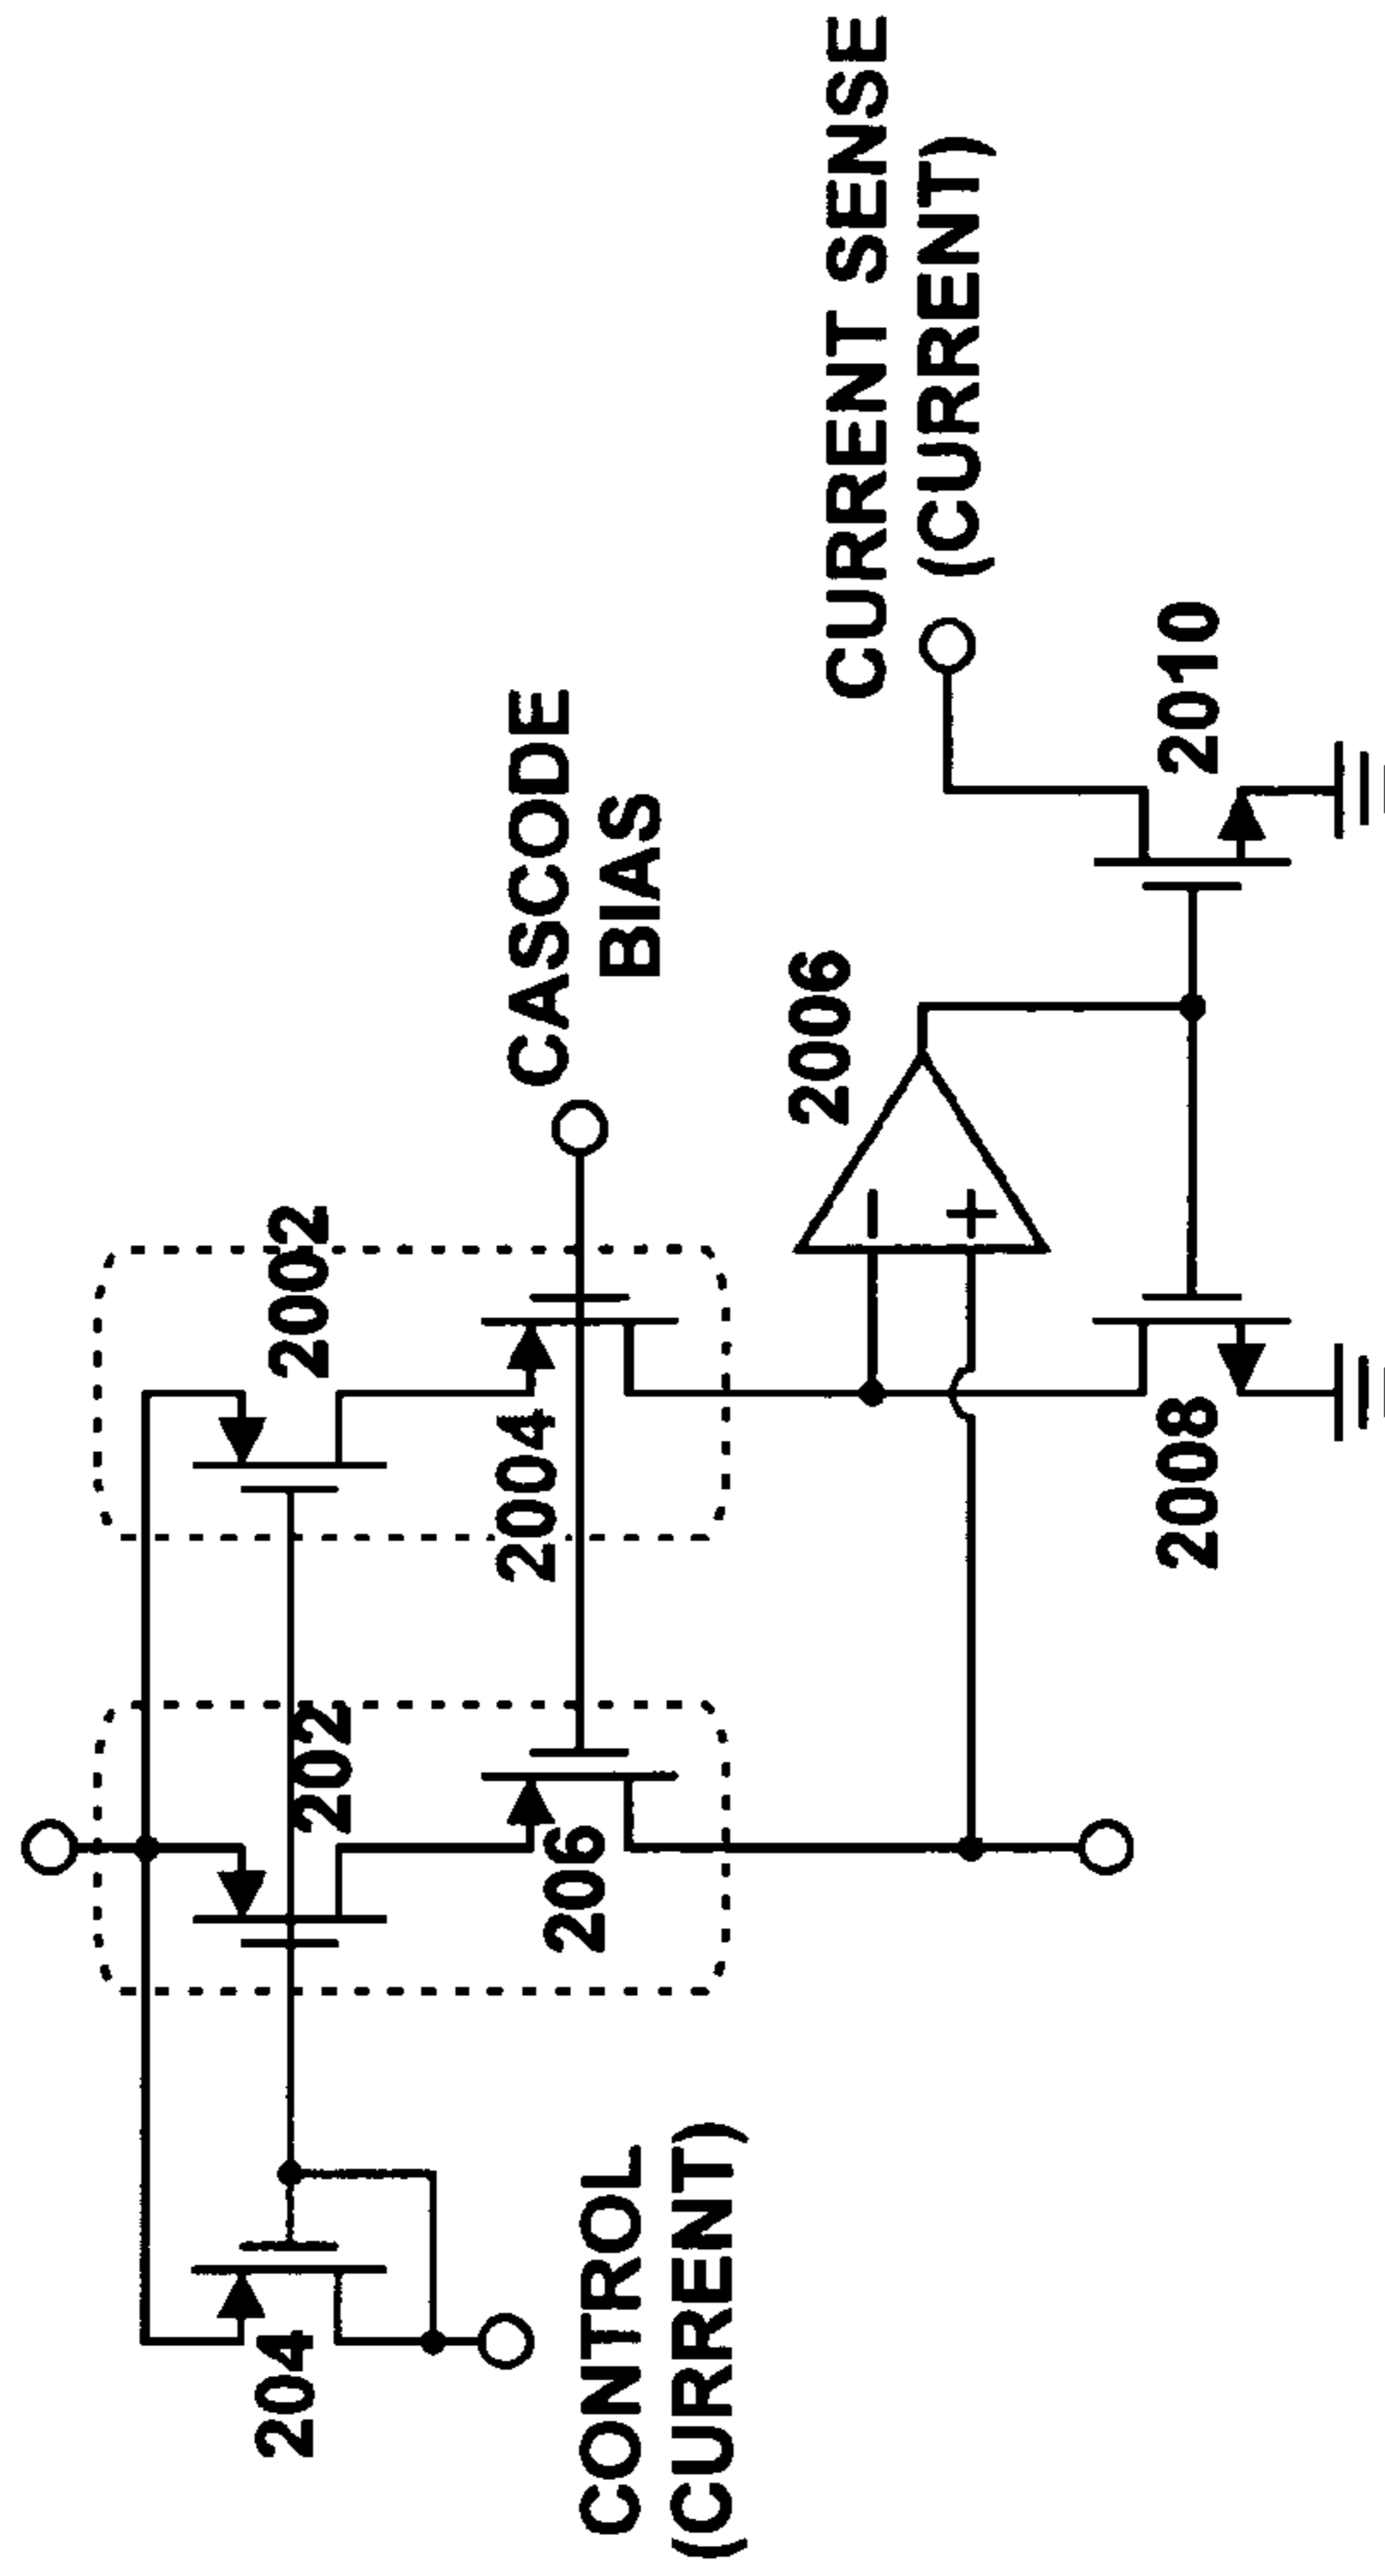 204
CONTROL
(CURRENT)
202
206
2002
2004
CASCODE
BIAS
2006
-
+
2008
2010
CURRENT SENSE
(CURRENT)